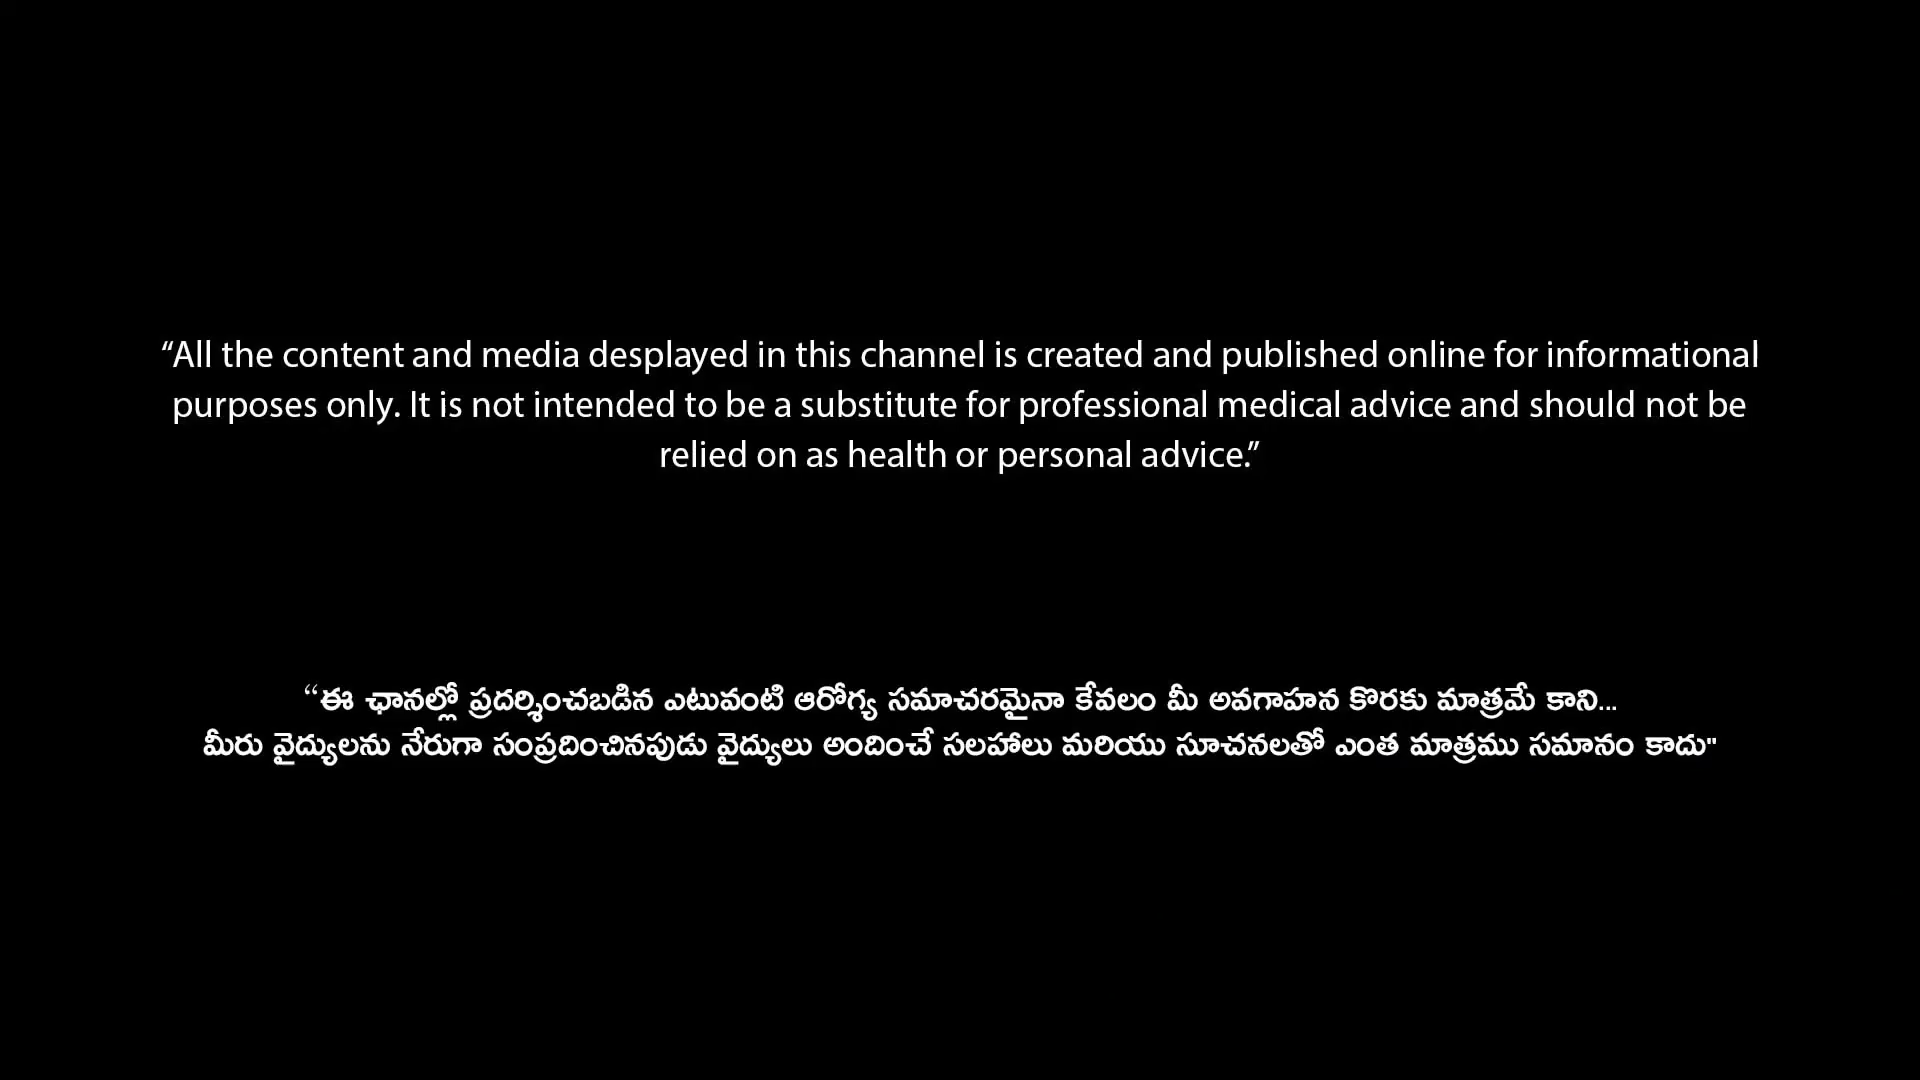 “All the content and media desplayed in this channel is created and published online for informational
purposes only. It is not intended to be a substitute for professional medical advice and should not be
relied on as health or personal advice.”
“ఈ ఛానల్లో ప్రదర్శించబడిన ఎటువంటి ఆరోగ్య సమాచరమైనా కేవలం మీ అవగాహన కొరకు మాత్రమే కాని...
మీరు వైద్యులను నేరుగా సంప్రదించినపుడు వైద్యులు అందించే సలహాలు మరియు సూచనలతో ఎంత మాత్రము సమానం కాదు"